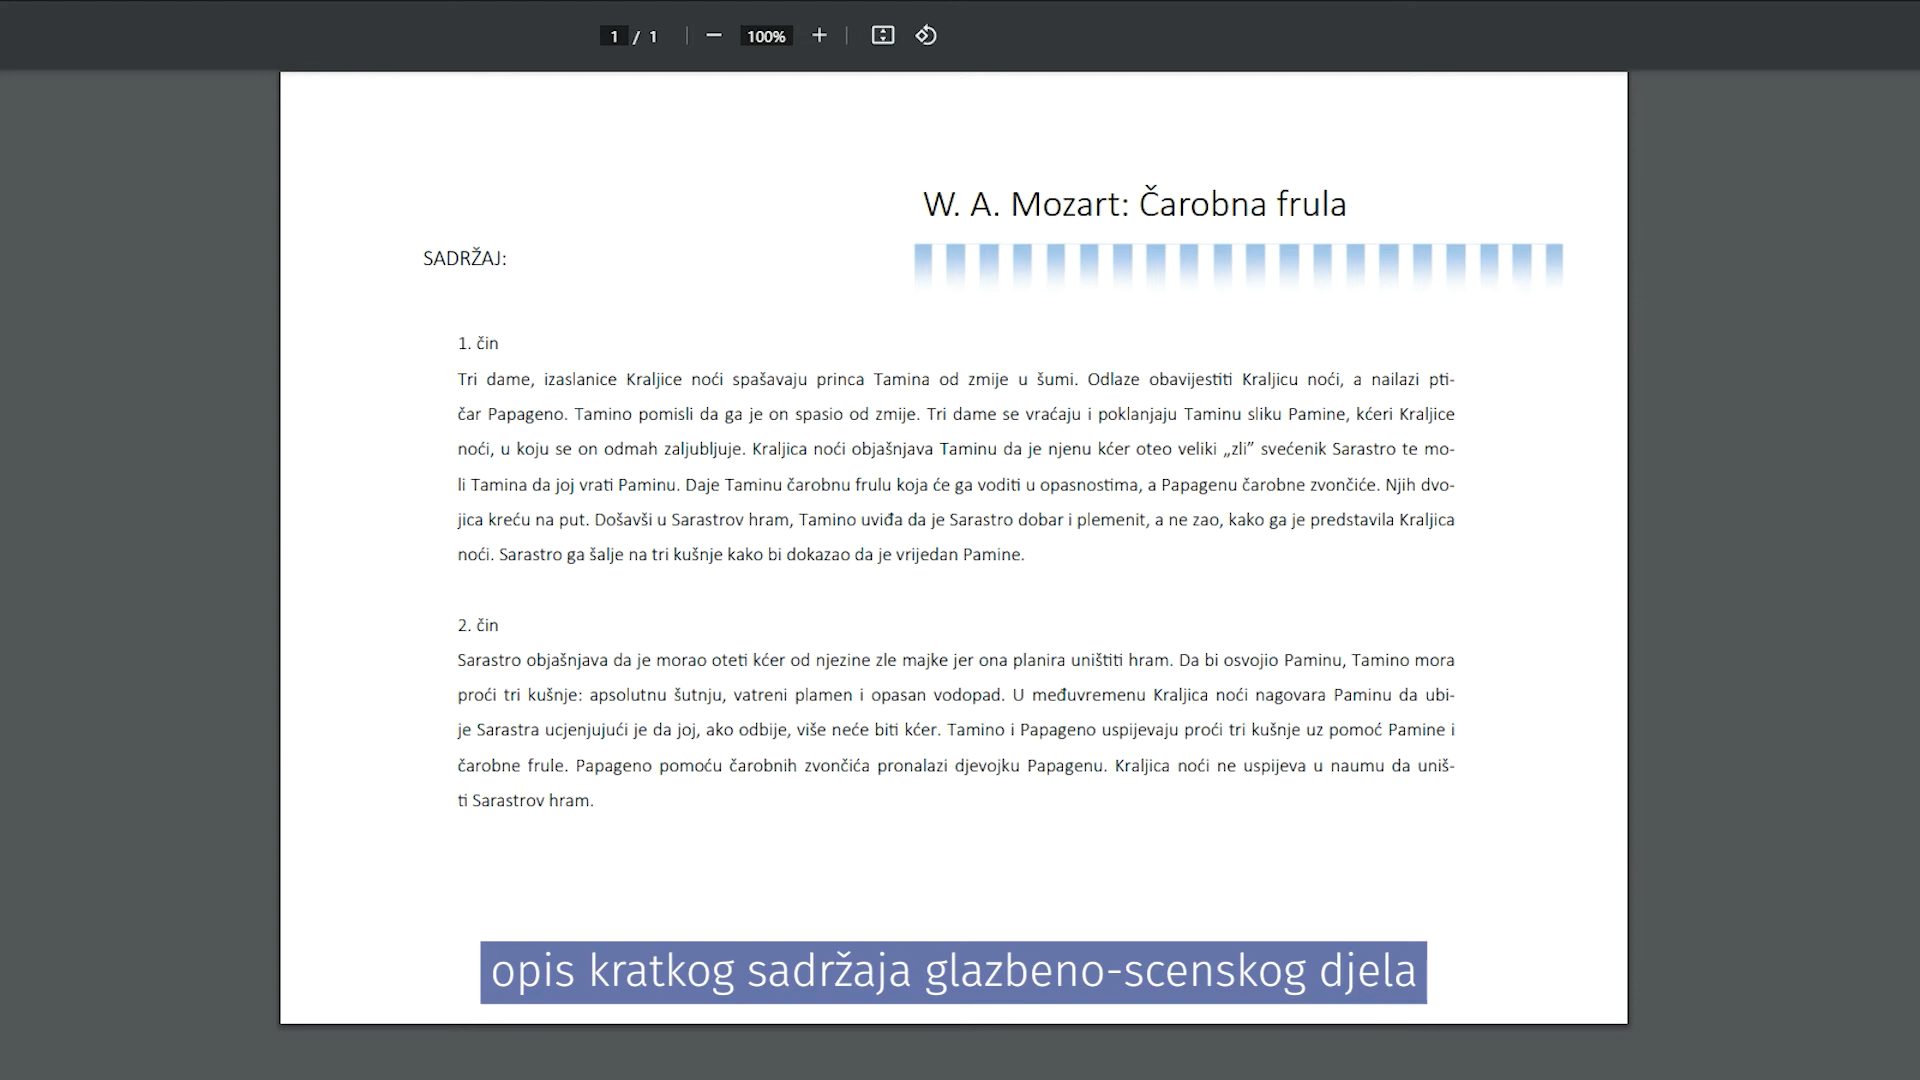 1 / 1 100%
W. A. Mozart: Čarobna frula
SADRŽAJ:
1. čin
Tri dame, izaslanice Kraljice noći spašavaju princa Tamina od zmije u šumi. Odlaze obavijestiti Kraljicu noći, a nailazi pti-
čar Papageno. Tamino pomisli da ga je on spasio od zmije. Tri dame se vraćaju i poklanjaju Taminu sliku Pamine, kćeri Kraljice
noći, u koju se on odmah zaljubljuje. Kraljica noći objašnjava Taminu da je njenu kćer oteo veliki „zli” svećenik Sarastro te mo-
li Tamina da joj vrati Paminu. Daje Taminu čarobnu frulu koja će ga voditi u opasnostima, a Papagenu čarobne zvončiće. Njih dvo-
jica kreću na put. Došavši u Sarastrov hram, Tamino uviđa da je Sarastro dobar i plemenit, a ne zao, kako ga je predstavila Kraljica
noći. Sarastro ga šalje na tri kušnje kako bi dokazao da je vrijedan Pamine.
2. čin
Sarastro objašnjava da je morao oteti kćer od njezine zle majke jer ona planira uništiti hram. Da bi osvojio Paminu, Tamino mora
proći tri kušnje: apsolutnu šutnju, vatreni plamen i opasan vodopad. U međuvremenu Kraljica noći nagovara Paminu da ubi-
je Sarastra ucjenjujući je da joj, ako odbije, više neće biti kćer. Tamino i Papageno uspijevaju proći tri kušnje uz pomoć Pamine i
čarobne frule. Papageno pomoću čarobnih zvončića pronalazi djevojku Papagenu. Kraljica noći ne uspijeva u naumu da uniš-
ti Sarastrov hram.
opis kratkog sadržaja glazbeno-scenskog djela